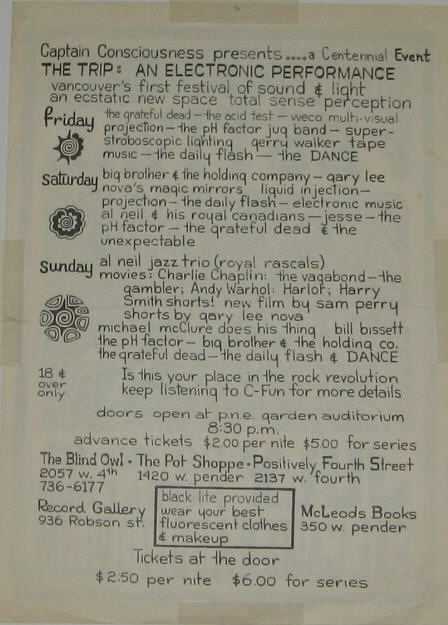 Captain Consciousness presents.....a Centennial Event
THE TRIP: AN ELECTRONIC PERFORMANCE
vancouver's first festival of sound & light
an ecstatic new space total sense perception
friday the grateful dead — the acid test — weco multi-visual
projection — the pH factor jug band — super-
stroboscopic lighting gerry walker tape
music — the daily flash — the DANCE
saturday big brother & the holding company — gary lee
nova's magic mirrors liquid injection —
projection — the daily flash — electronic music
al neil & his royal canadians — jesse — the
pH factor — the grateful dead & the
unexpectable
sunday al neil jazz trio (royal rascals)
movies: Charlie Chaplin: the vagabond — the
gambler; Andy Warhol: Harlot; Harry
Smith shorts! new film by sam perry
shorts by gary lee nova
michael mcClure does his thing bill bissett
the pH factor — big brother & the holding co.
the grateful dead — the daily flash & DANCE
18 &
over
only
Is this your place in the rock revolution
keep listening to C-Fun for more details
doors open at p.n.e. garden auditorium
8:30 p.m.
advance tickets $2.00 per nite $5.00 for series
The Blind Owl • The Pot Shoppe • Positively Fourth Street
2057 w. 4th 1420 w. pender 2137 w. fourth
736-6177
Record Gallery
936 Robson st.
black lite provided
wear your best
fluorescent clothes
& makeup
McLeods Books
350 w. pender
Tickets at the door
$2.50 per nite $6.00 for series